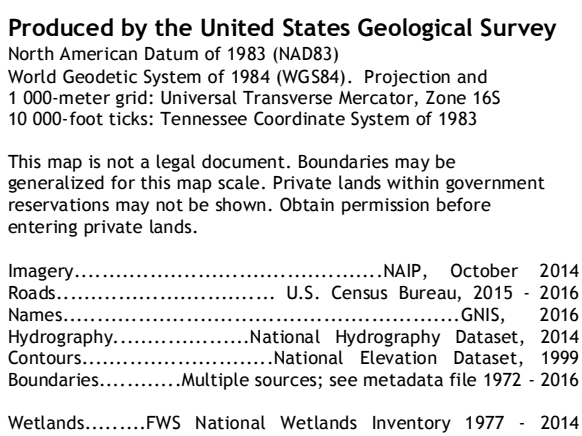 Produced by the United States Geological Survey
North American Datum of 1983 (NAD83)
World Geodetic System of 1984 (WGS84). Projection and
1 000-meter grid: Universal Transverse Mercator, Zone 16S
10 000-foot ticks: Tennessee Coordinate System of 1983
This map is not a legal document. Boundaries may be
generalized for this map scale. Private lands within government
reservations may not be shown. Obtain permission before
entering private lands.
Imagery.............................................NAIP, October 2014
Roads................................ U.S. Census Bureau, 2015 - 2016
Names..........................................................GNIS, 2016
Hydrography....................National Hydrography Dataset, 2014
Contours............................National Elevation Dataset, 1999
Boundaries............Multiple sources; see metadata file 1972 - 2016
Wetlands.........FWS National Wetlands Inventory 1977 - 2014